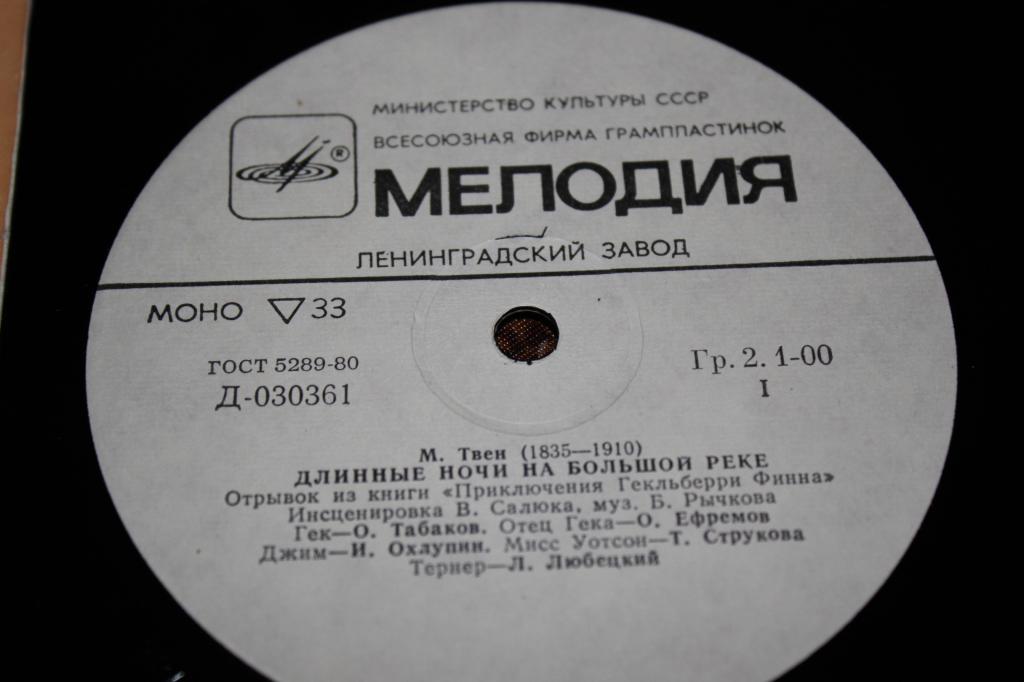 МИНИСТЕРСТВО КУЛЬТУРЫ СССР
ВСЕСОЮЗНАЯ ФИРМА ГРАМПЛАСТИНОК
®
МЕЛОДИЯ
ЛЕНИНГРАДСКИЙ ЗАВОД
МОНО ▽ 33
ГОСТ 5289-80
Д-030361
Гр. 2. 1-00
I
М. Твен (1835—1910)
ДЛИННЫЕ НОЧИ НА БОЛЬШОЙ РЕКЕ
Отрывок из книги «Приключения Гекльберри Финна»
Инсценировка В. Салюка, муз. Б. Рычкова
Гек—О. Табаков. Отец Гека—О. Ефремов
Джим—И. Охлупин. Мисс Уотсон—Т. Струкова
Тернер—Л. Любецкий